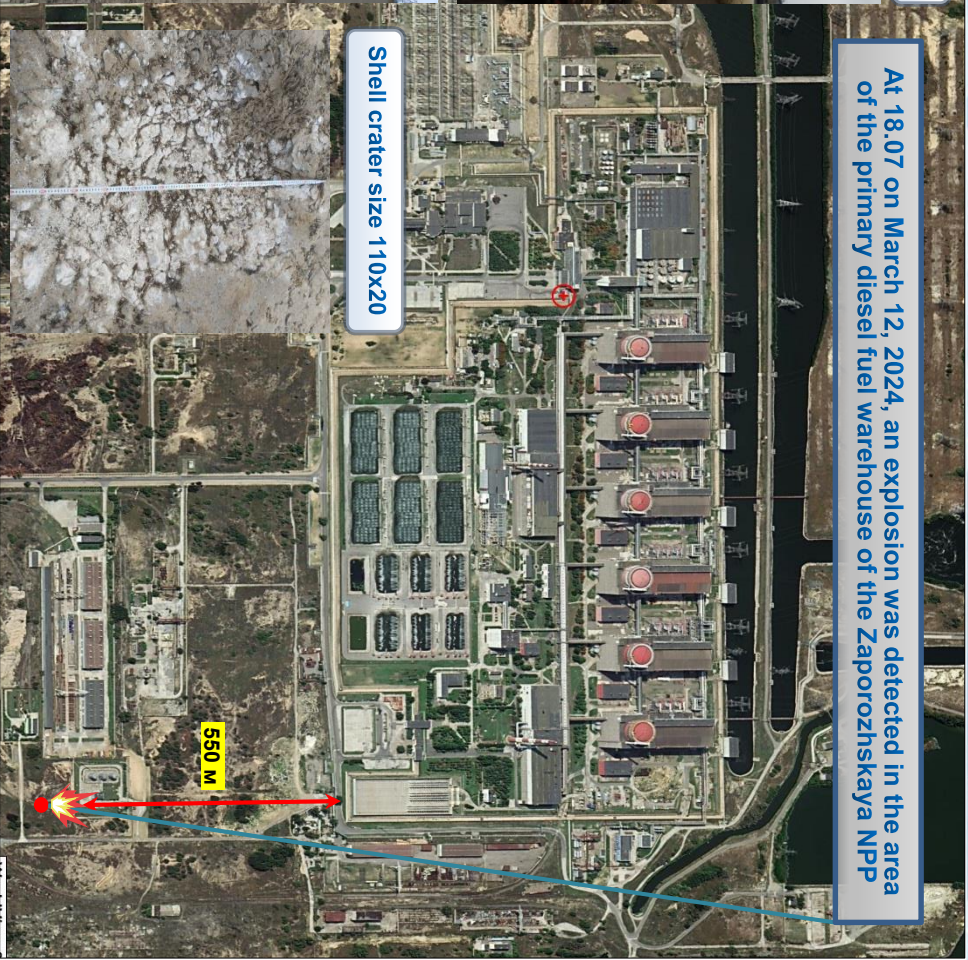 At 18.07 on March 12, 2024, an explosion was detected in the area
of the primary diesel fuel warehouse of the Zaporozhskaya NPP
Shell crater size 110x20
550 м